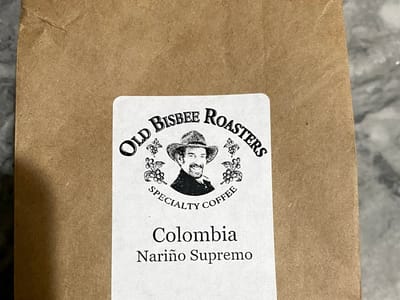 OLD BISBEE ROASTERS
SPECIALTY COFFEE
Colombia
Nariño Supremo